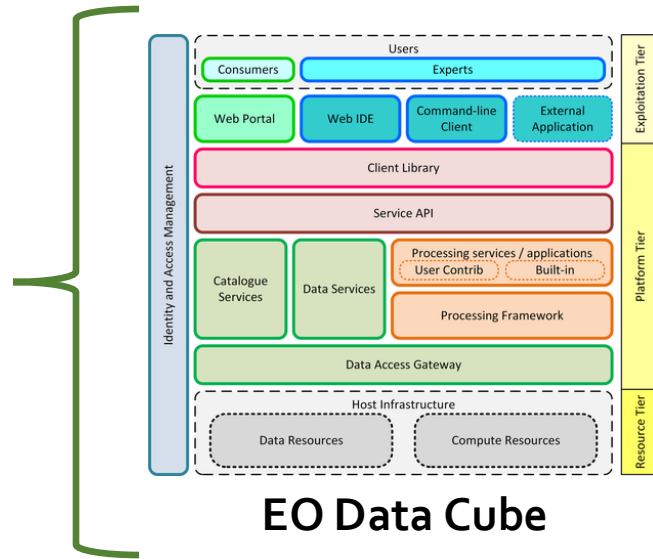 Users
Consumers
Experts
Web Portal
Web IDE
Command-line
Client
External
Application
Exploitation Tier
Identity and Access Management
Client Library
Service API
Catalogue
Services
Data Services
Processing services / applications
User Contrib
Built-in
Processing Framework
Data Access Gateway
Platform Tier
Host Infrastructure
Data Resources
Compute Resources
Resource Tier
EO Data Cube